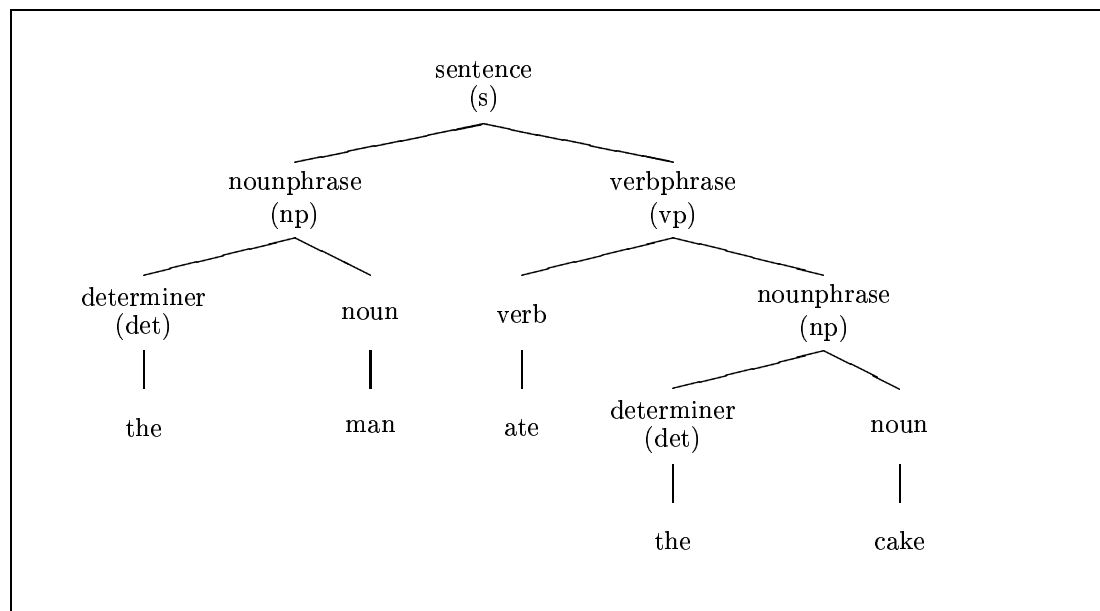 sentence
(s)
nounphrase verbphrase
(np) (vp)
determiner noun verb nounphrase
(det) (np)
the man ate determiner noun
(det)
the cake